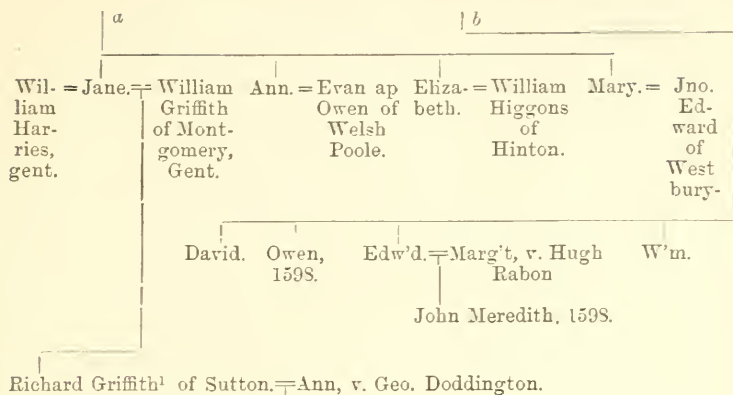 a b
Wil- = Jane. = William Ann. = Evan ap Eliza- = William Mary. = Jno.
liam Griffith Owen of beth. Higgons Ed-
Har- of Mont- Welsh of ward
ries, gomery, Poole. Hinton. of
gent. Gent. West
bury-
David. Owen, Edw'd. = Marg't, v. Hugh W'm.
1598. Rabon
John Meredith, 1598.
Richard Griffith¹ of Sutton. = Ann, v. Geo. Doddington.